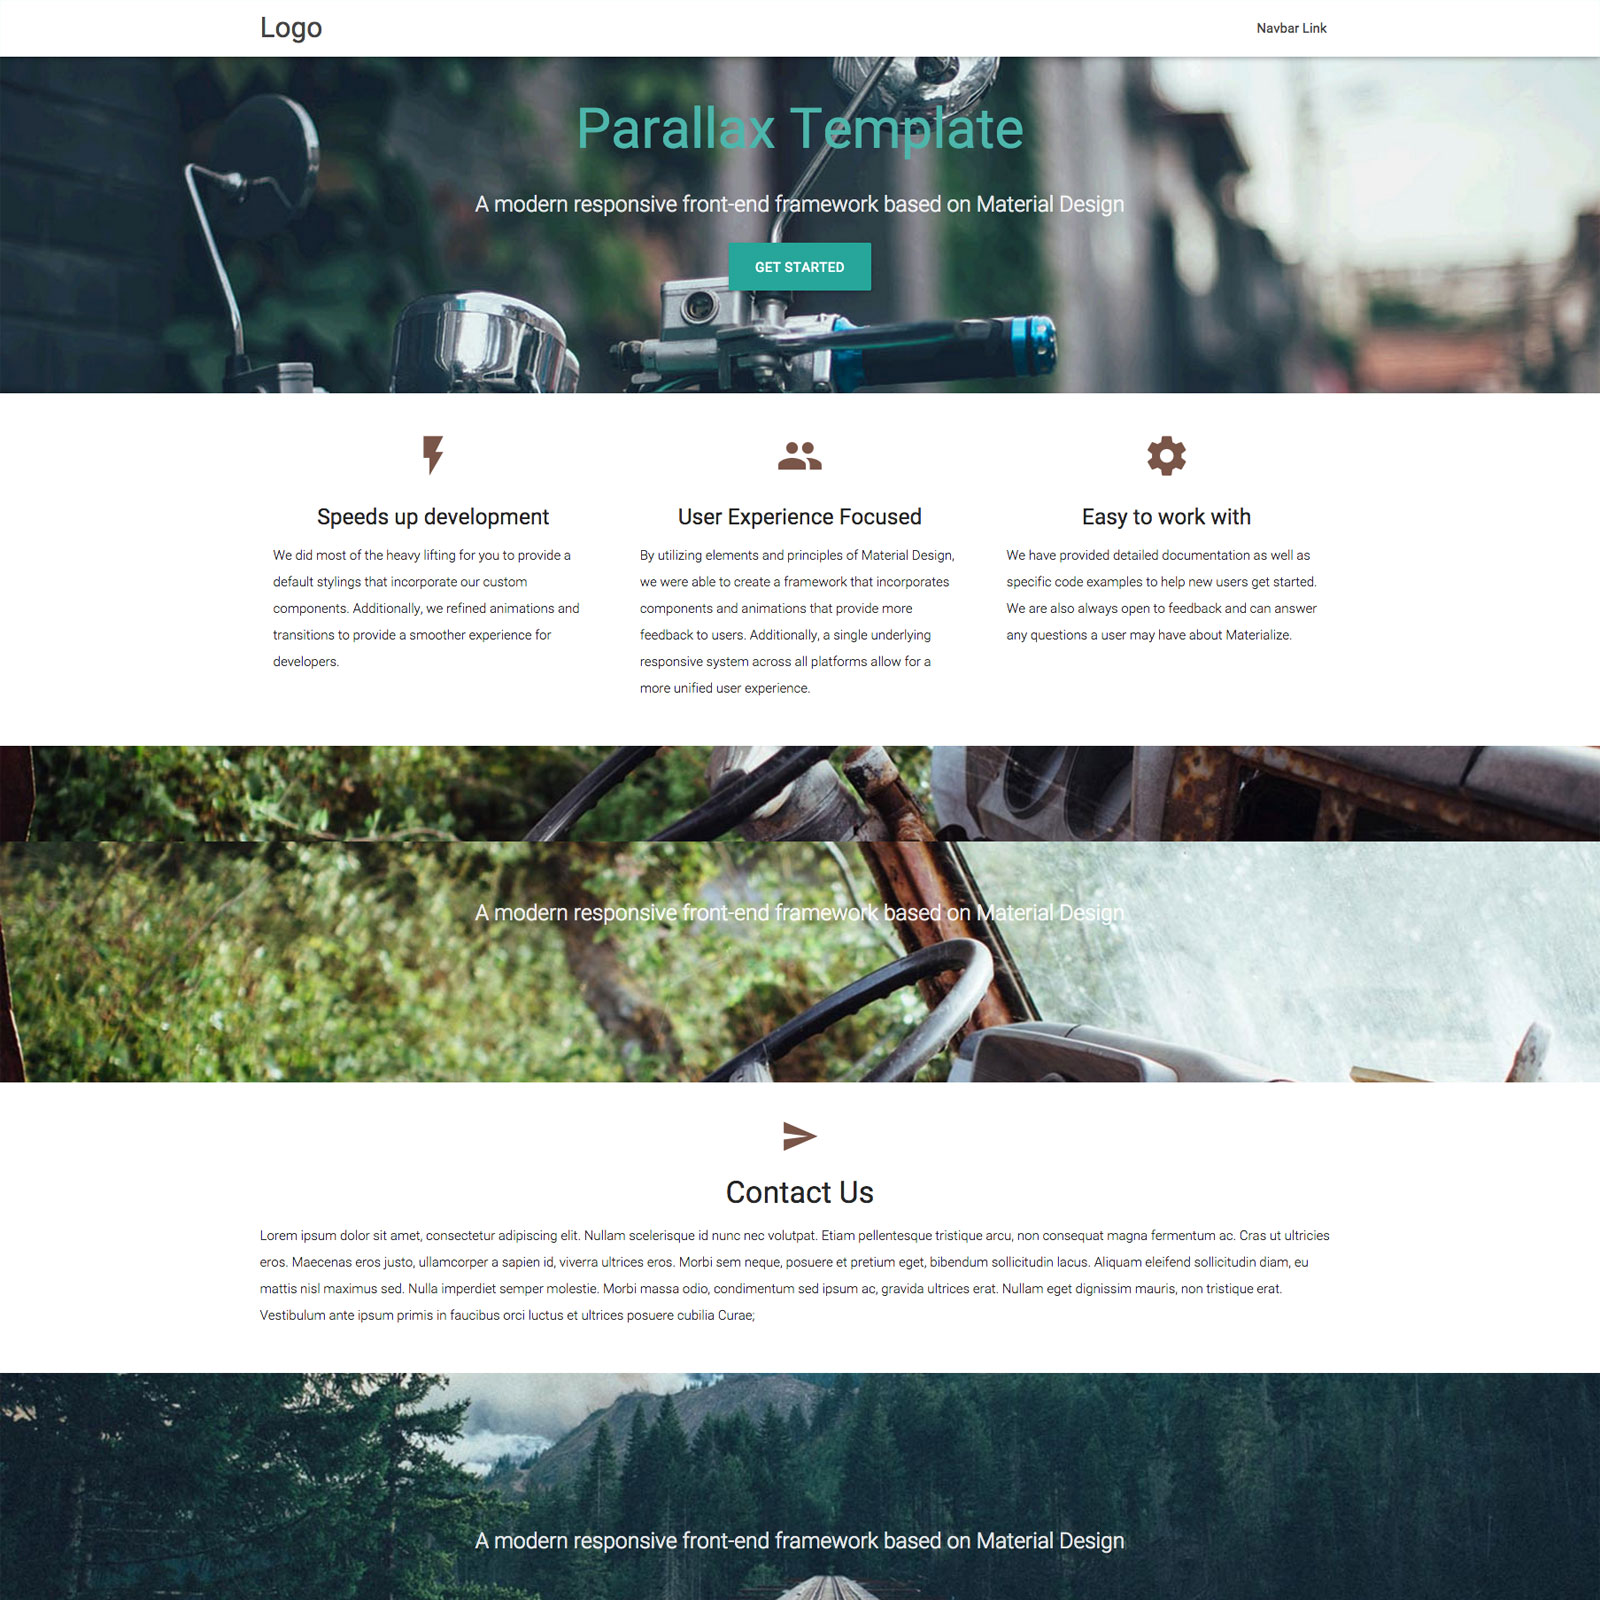 Logo
Navbar Link
Parallax Template
A modern responsive front-end framework based on Material Design
GET STARTED
Speeds up development
We did most of the heavy lifting for you to provide a
default stylings that incorporate our custom
components. Additionally, we refined animations and
transitions to provide a smoother experience for
developers.
User Experience Focused
By utilizing elements and principles of Material Design,
we were able to create a framework that incorporates
components and animations that provide more
feedback to users. Additionally, a single underlying
responsive system across all platforms allow for a
more unified user experience.
Easy to work with
We have provided detailed documentation as well as
specific code examples to help new users get started.
We are also always open to feedback and can answer
any questions a user may have about Materialize.
A modern responsive front-end framework based on Material Design
Contact Us
Lorem ipsum dolor sit amet, consectetur adipiscing elit. Nullam scelerisque id nunc nec volutpat. Etiam pellentesque tristique arcu, non consequat magna fermentum ac. Cras ut ultricies
eros. Maecenas eros justo, ullamcorper a sapien id, viverra ultrices eros. Morbi sem neque, posuere et pretium eget, bibendum sollicitudin lacus. Aliquam eleifend sollicitudin diam, eu
mattis nisl maximus sed. Nulla imperdiet semper molestie. Morbi massa odio, condimentum sed ipsum ac, gravida ultrices erat. Nullam eget dignissim mauris, non tristique erat.
Vestibulum ante ipsum primis in faucibus orci luctus et ultrices posuere cubilia Curae;
A modern responsive front-end framework based on Material Design